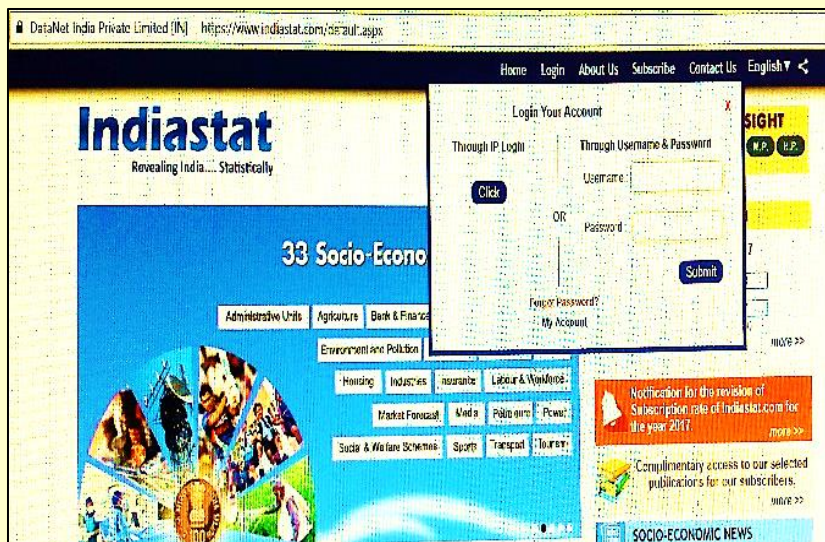 DataNet India Private Limited [IN] https://www.indiastat.com/default.aspx
Home Login About Us Subscribe Contact Us English
Indiastat
Revealing India.... Statistically
Login Your Account X
Through IP Login
Click
OR
Through Username & Password
Username:
Password
Submit
Forgot Password?
My Account
SIGHT
M.P. H.P.
7
more >>
33 Socio-Econo
Administrative Units Agriculture Bank & Finance
Environment and Pollution
Housing Industries Insurance Labour & Workforce
Market Forecast Media Petroleum Power
Social & Welfare Schemes Sports Transport Tourism
Notification for the revision of
Subscription rate of Indiastat.com for
the year 2017.
more >>
Complimentary access to our selected
publications for our subscribers.
more >>
SOCIO-ECONOMIC NEWS